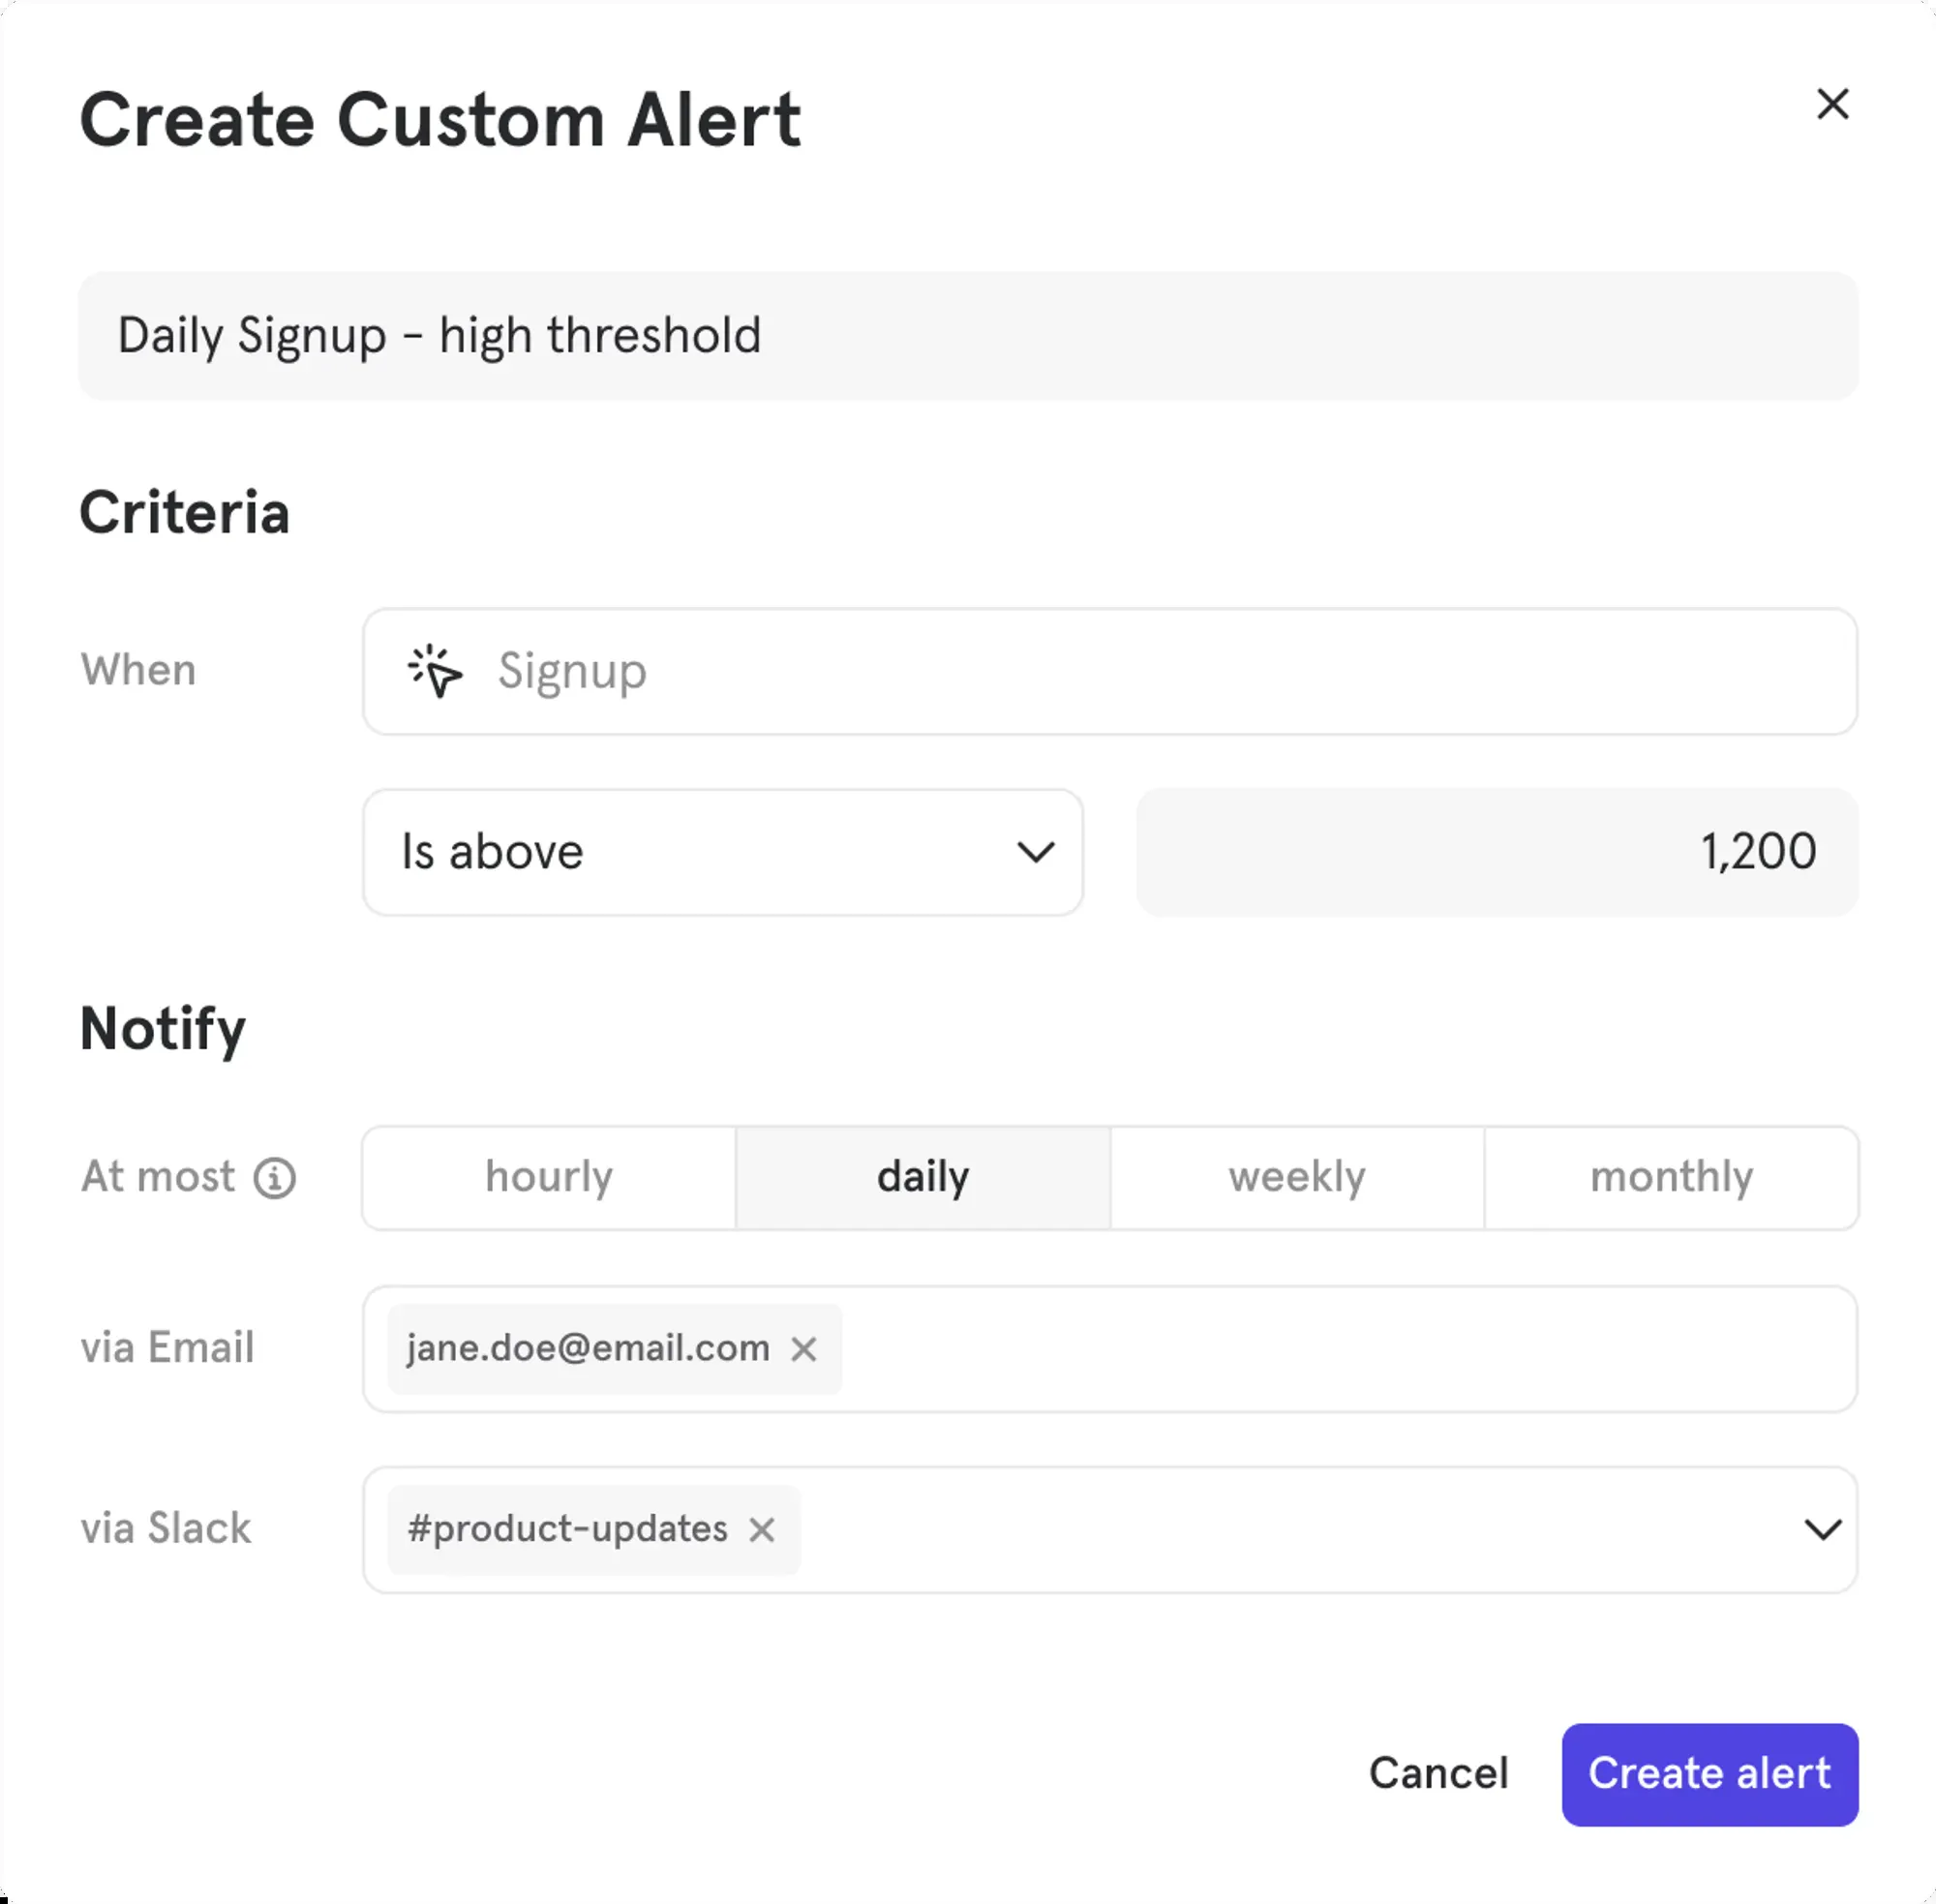 Create Custom Alert
Daily Signup – high threshold
Criteria
When
Signup
Is above
1,200
Notify
At most
hourly
daily
weekly
monthly
via Email
jane.doe@email.com
via Slack
#product-updates
Cancel
Create alert